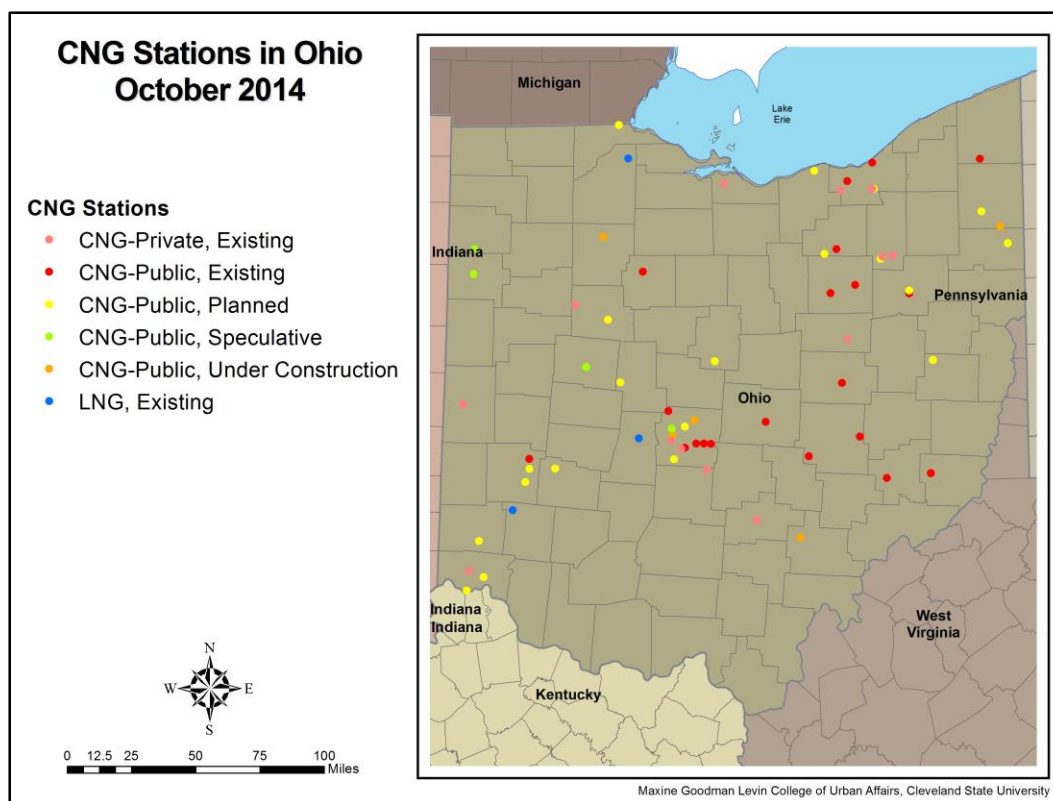 CNG Stations in Ohio
October 2014
CNG Stations
CNG-Private, Existing
CNG-Public, Existing
CNG-Public, Planned
CNG-Public, Speculative
CNG-Public, Under Construction
LNG, Existing
N
W E
S
0 12.5 25 50 75 100
Miles
Michigan
Lake
Erie
Indiana
Pennsylvania
Ohio
Indiana
Indiana
West
Virginia
Kentucky
Maxine Goodman Levin College of Urban Affairs, Cleveland State University